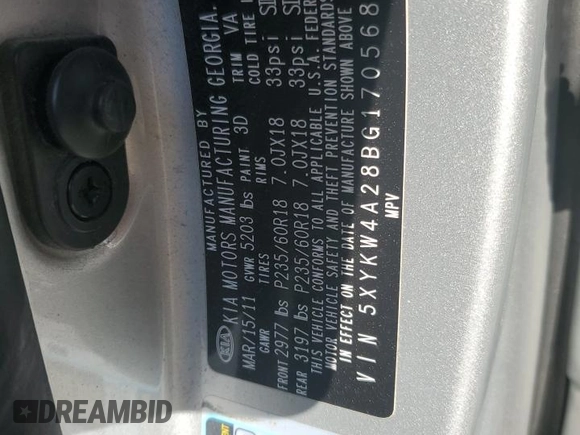 MANUFACTURED BY
KIA KIA MOTORS MANUFACTURING GEORGIA.
MAR/15/11 GVWR 5203 lbs PAINT 3D TRIM VA
GAWR TIRES RIMS COLD TIRE
FRONT 2977 lbs P235/60R18 7.0JX18 33psi
REAR 3197 lbs P235/60R18 7.0JX18 33psi
THIS VEHICLE CONFORMS TO ALL APPLICABLE U.S.A. FEDER
MOTOR VEHICLE SAFETY AND THEFT PREVENTION STANDARDS
IN EFFECT ON THE DATE OF MANUFACTURE SHOWN ABOVE
VIN 5XYKW4A28BG170568
MPV
DREAMBID